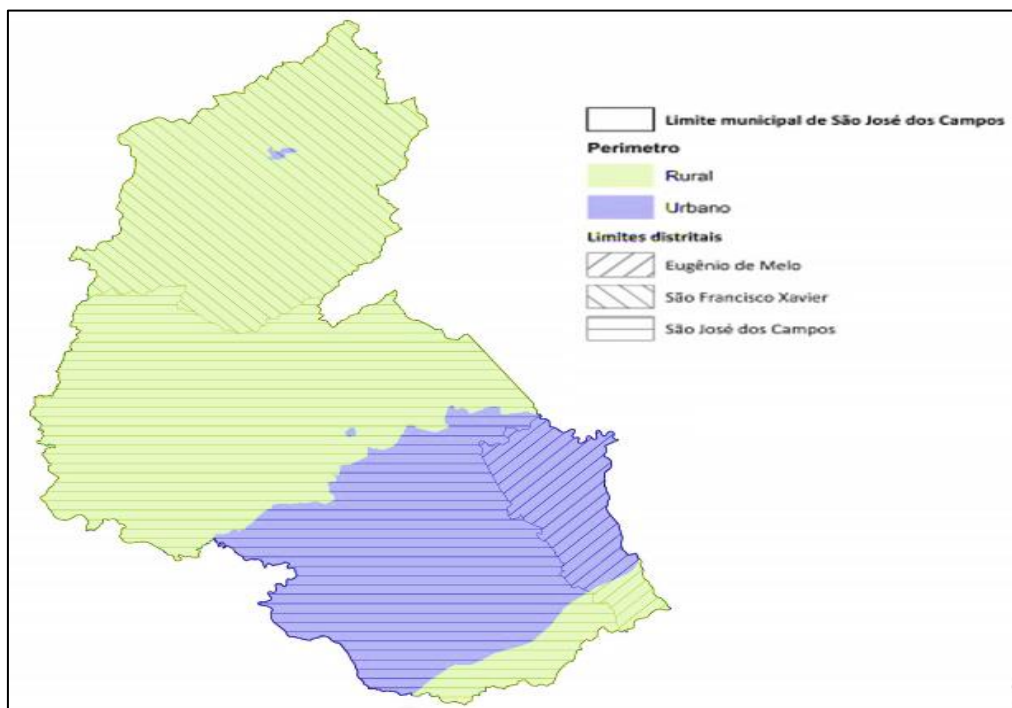 Limite municipal de São José dos Campos
Perimetro
Rural
Urbano
Limites distritais
Eugênio de Melo
São Francisco Xavier
São José dos Campos